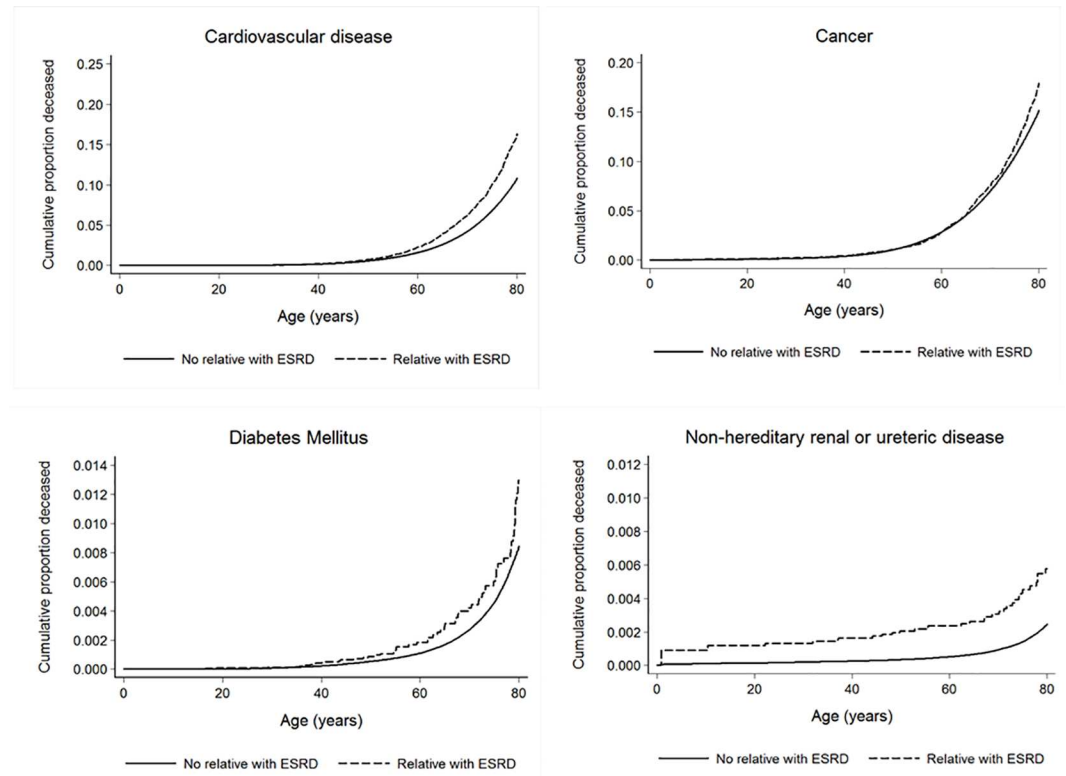 Cardiovascular disease
Cumulative proportion deceased
0.25
0.20
0.15
0.10
0.05
0.00
0 20 40 60 80
Age (years)
No relative with ESRD Relative with ESRD
Cancer
Cumulative proportion deceased
0.20
0.15
0.10
0.05
0.00
0 20 40 60 80
Age (years)
No relative with ESRD Relative with ESRD
Diabetes Mellitus
Cumulative proportion deceased
0.014
0.012
0.010
0.008
0.006
0.004
0.002
0.000
0 20 40 60 80
Age (years)
No relative with ESRD Relative with ESRD
Non-hereditary renal or ureteric disease
Cumulative proportion deceased
0.012
0.010
0.008
0.006
0.004
0.002
0.000
0 20 40 60 80
Age (years)
No relative with ESRD Relative with ESRD